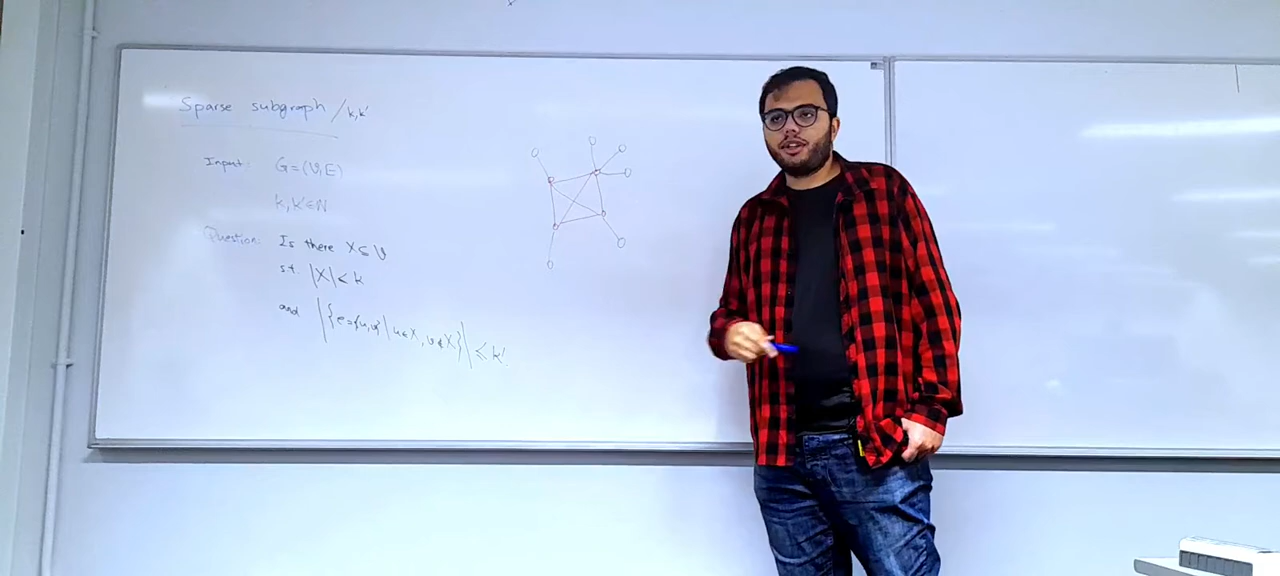 Sparse subgraph /k,k'
Input: G=(V,E)
k,k'∈ℕ
Question: Is there X⊆V
s.t. |X|≤k
and |{e={u,v}|u∈X, v∉X}|≤k'